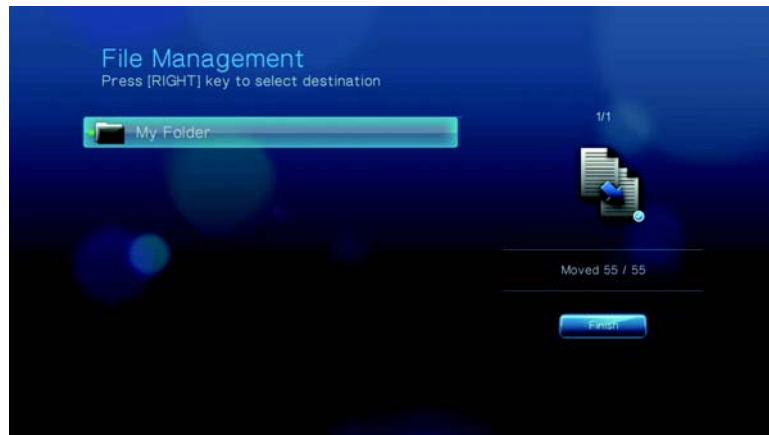 File Management
Press [RIGHT] key to select destination
My Folder
1/1
Moved 55 / 55
Finish